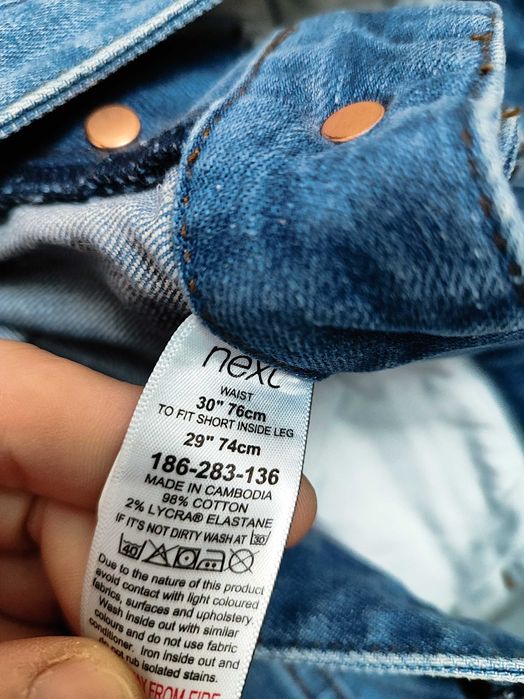 next
WAIST
30" 76cm
TO FIT SHORT INSIDE LEG
29" 74cm
186-283-136
MADE IN CAMBODIA
98% COTTON
2% LYCRA® ELASTANE
IF IT'S NOT DIRTY WASH AT 30
40
Due to the nature of this product
avoid contact with light coloured
fabrics, surfaces and upholstery.
Wash inside out with similar
colours and do not use fabric
conditioner. Iron inside out and
do not rub isolated stains.
FROM FIRE